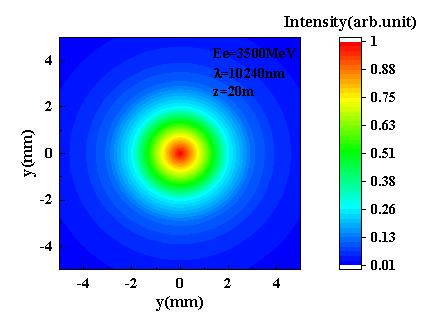 Intensity(arb.unit)
Ee=3500MeV
λ=10240nm
z=20m
1
0.88
0.75
0.63
0.51
0.38
0.26
0.13
0.01
4
2
0
-2
-4
y(mm)
-4 -2 0 2 4
y(mm)